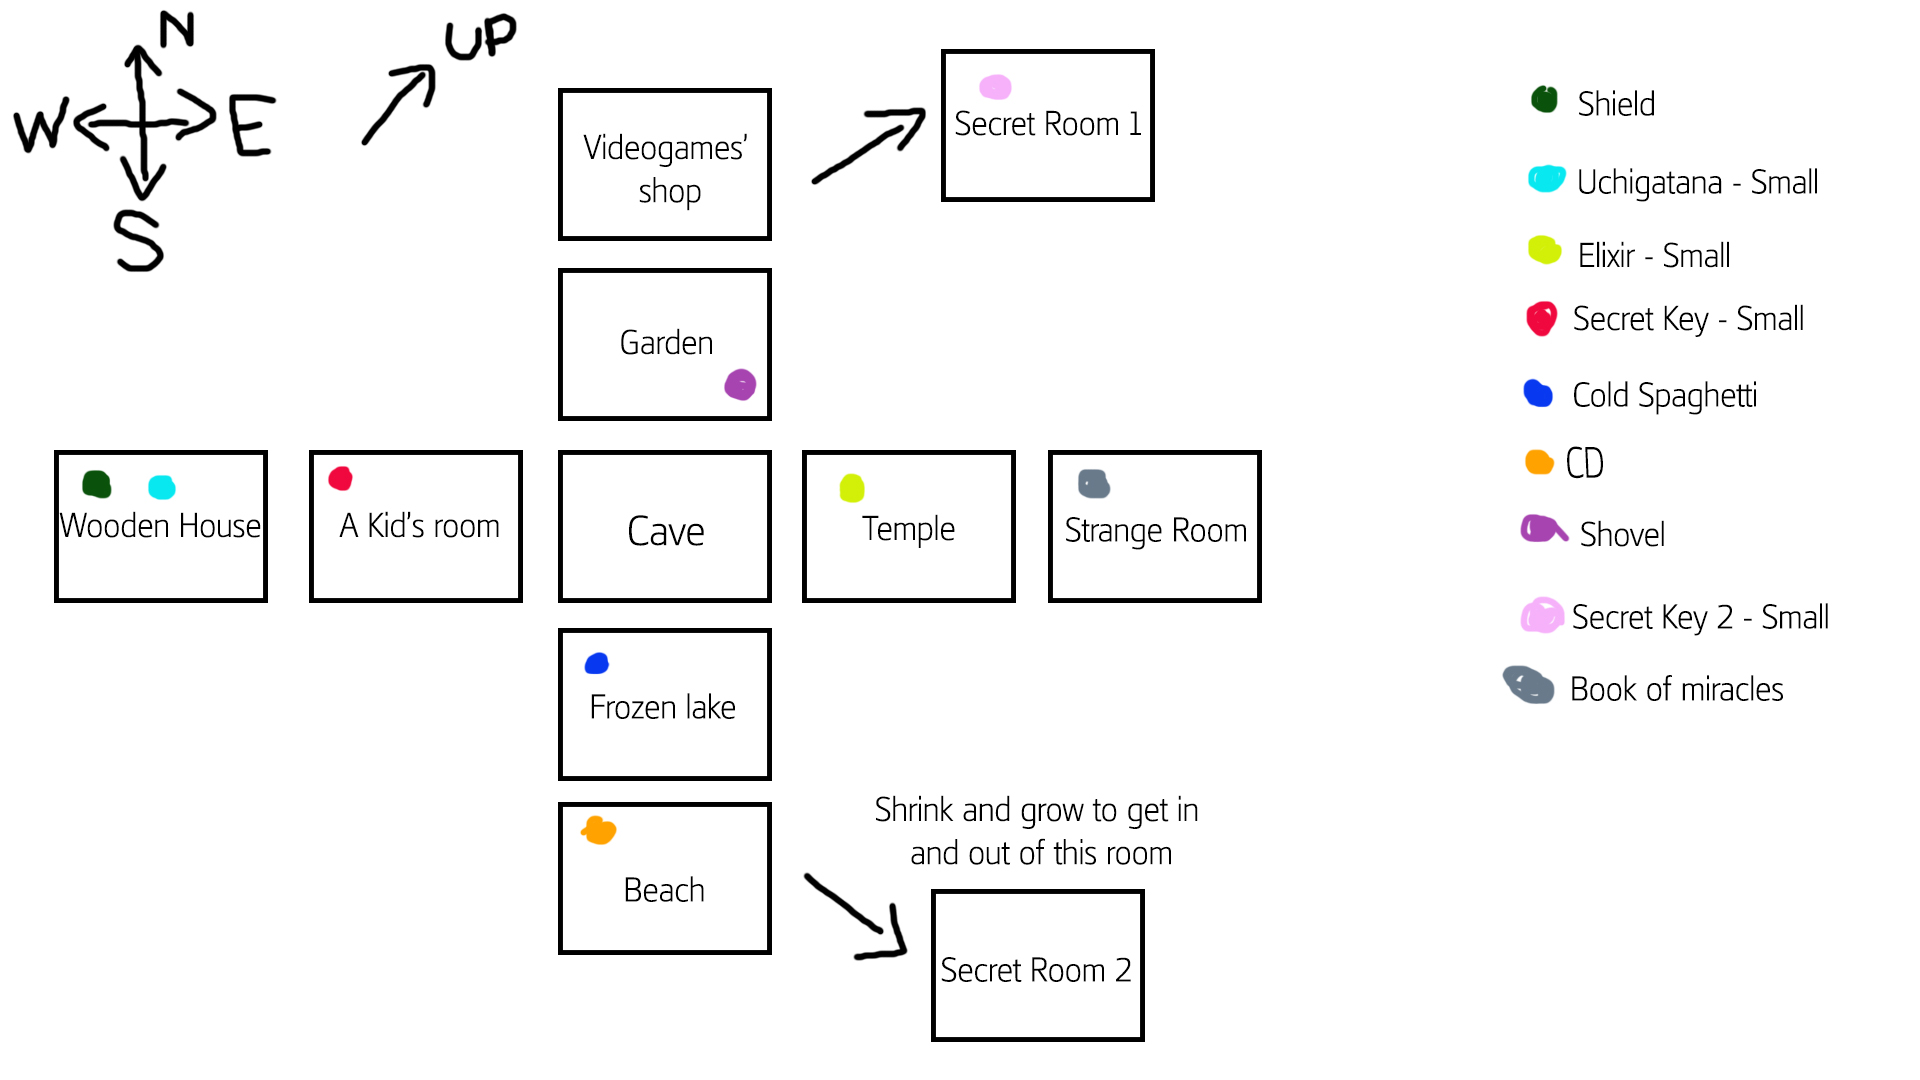 N
W
E
S
UP
Videogames’
shop
Secret Room 1
Garden
Wooden House
A Kid’s room
Cave
Temple
Strange Room
Frozen lake
Beach
Shrink and grow to get in
and out of this room
Secret Room 2
Shield
Uchigatana - Small
Elixir - Small
Secret Key - Small
Cold Spaghetti
CD
Shovel
Secret Key 2 - Small
Book of miracles